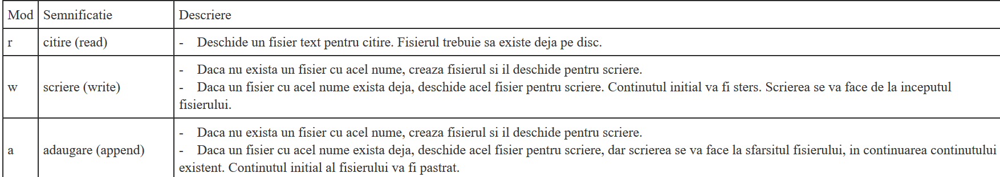 Mod Semnificatie Descriere
r citire (read) - Deschide un fisier text pentru citire. Fisierul trebuie sa existe deja pe disc.
- Daca nu exista un fisier cu acel nume, creaza fisierul si il deschide pentru scriere.
w scriere (write) - Daca un fisier cu acel nume exista deja, deschide acel fisier pentru scriere. Continutul initial va fi sters. Scrierea se va face de la inceputul
fisierului.
- Daca nu exista un fisier cu acel nume, creaza fisierul si il deschide pentru scriere.
a adaugare (append) - Daca un fisier cu acel nume exista deja, deschide acel fisier pentru scriere, dar scrierea se va face la sfarsitul fisierului, in continuarea continutului
existent. Continutul initial al fisierului va fi pastrat.